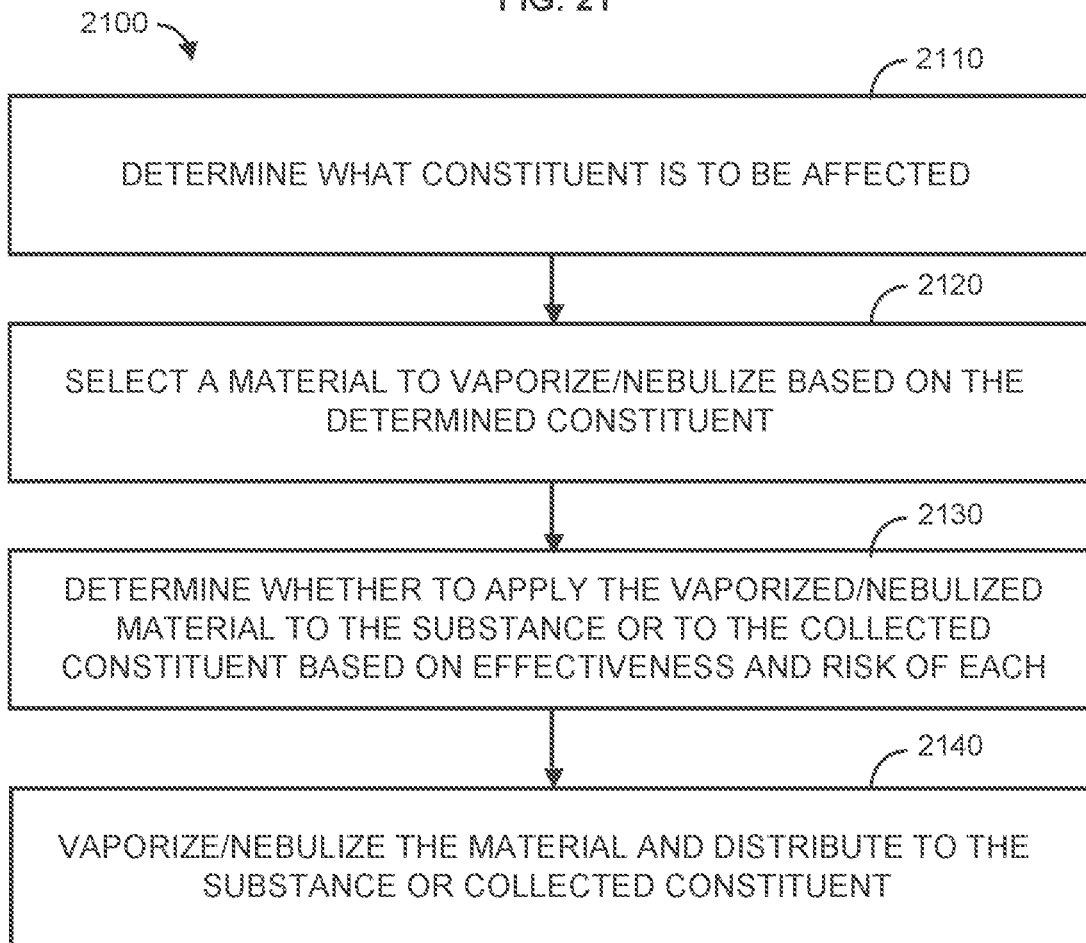 FIG. 21
2100
2110
DETERMINE WHAT CONSTITUENT IS TO BE AFFECTED
2120
SELECT A MATERIAL TO VAPORIZE/NEBULIZE BASED ON THE
DETERMINED CONSTITUENT
2130
DETERMINE WHETHER TO APPLY THE VAPORIZED/NEBULIZED
MATERIAL TO THE SUBSTANCE OR TO THE COLLECTED
CONSTITUENT BASED ON EFFECTIVENESS AND RISK OF EACH
2140
VAPORIZE/NEBULIZE THE MATERIAL AND DISTRIBUTE TO THE
SUBSTANCE OR COLLECTED CONSTITUENT